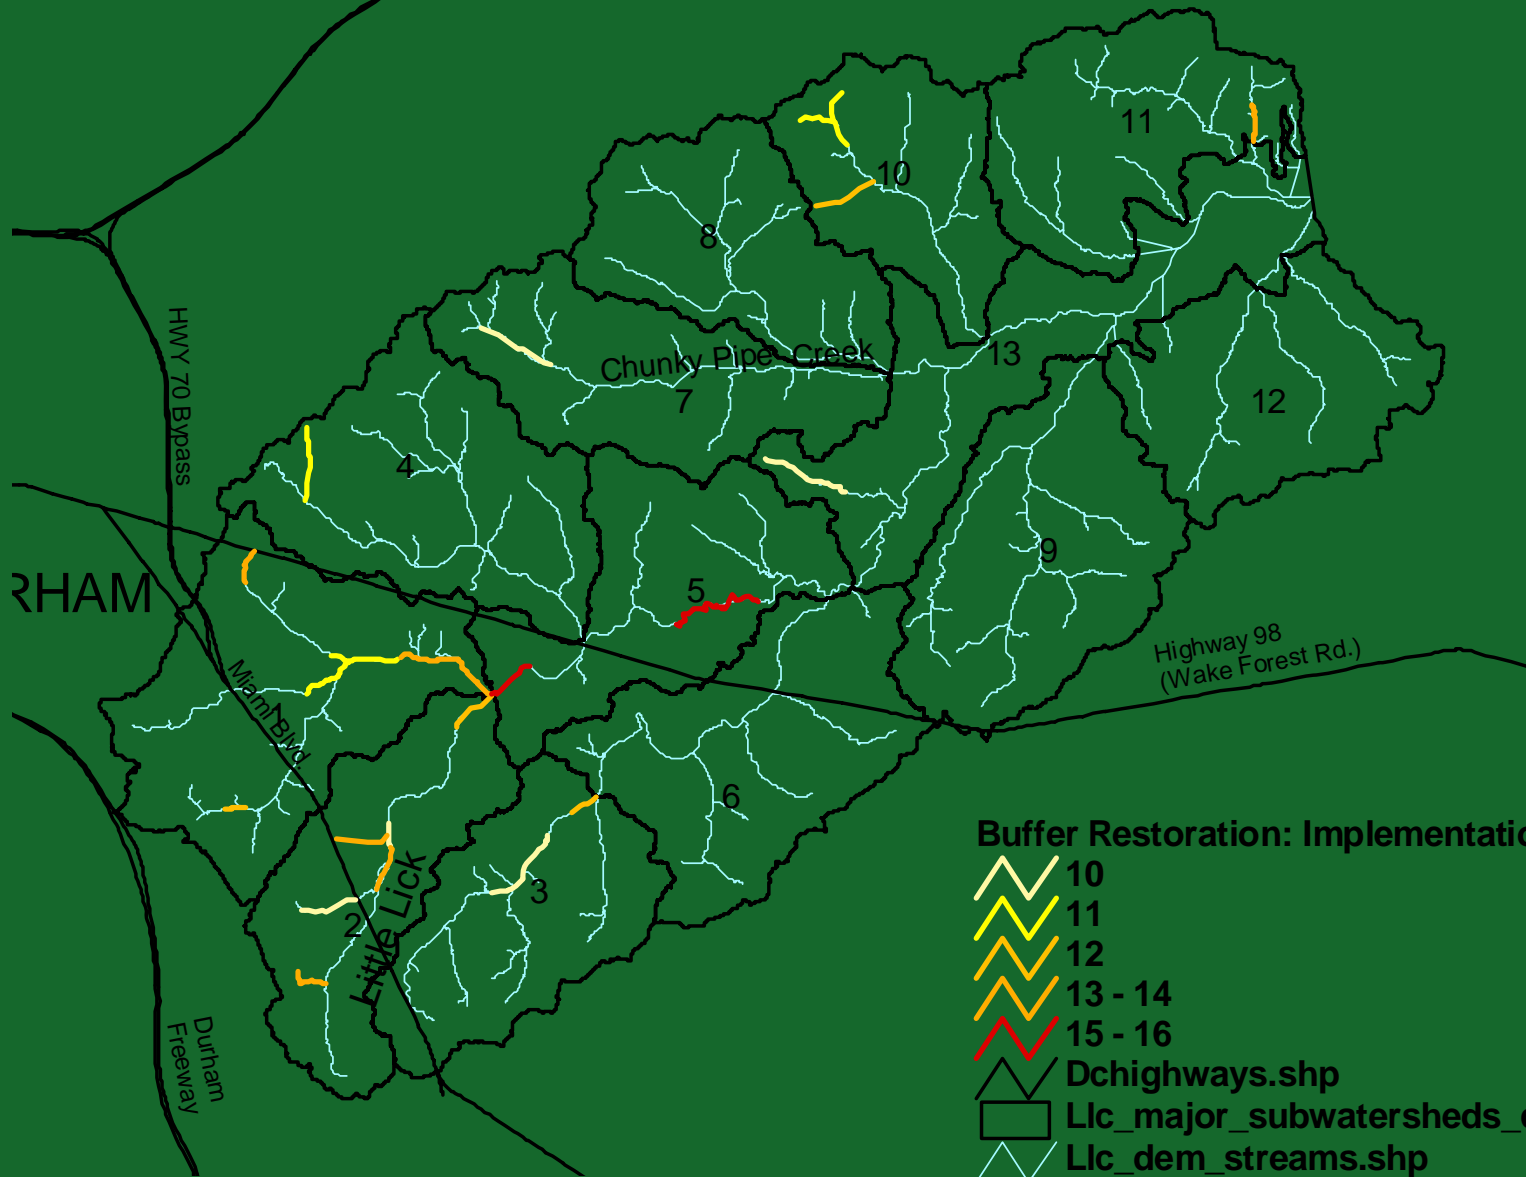 11
10
8
HWY 70 Bypass
13
Chunky Pipe Creek
7
12
4
9
5
RHAM
Highway 98
(Wake Forest Rd.)
Miami Blvd.
1
6
3
2
Little Lick
Durham
Freeway
Buffer Restoration: Implementatio
10
11
12
13 - 14
15 - 16
Dchighways.shp
Llc_major_subwatersheds_
Llc_dem_streams.shp